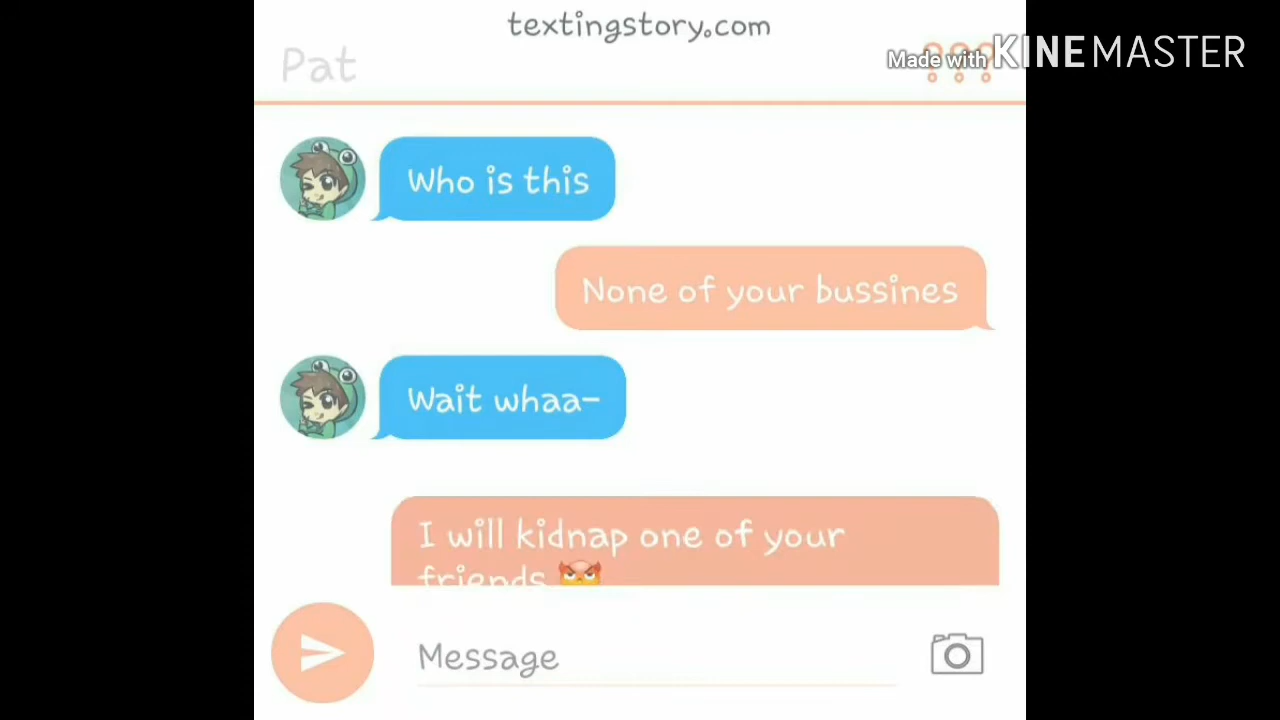 textingstory.com
Pat
???
Made with KINEMASTER
Who is this
None of your bussines
Wait whaa-
I will kidnap one of your
friends
Message